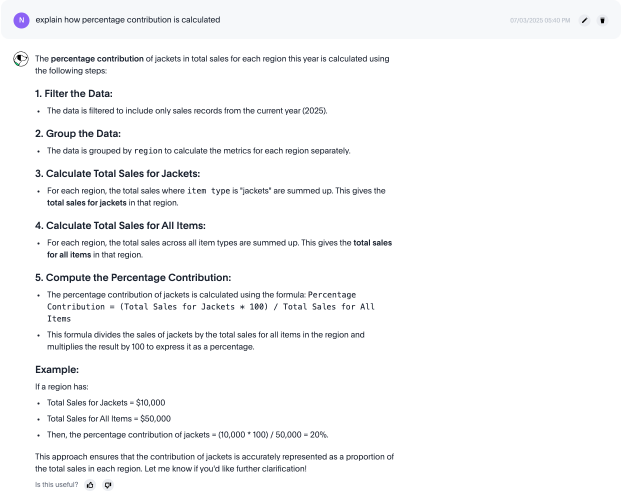 N explain how percentage contribution is calculated 07/03/2025 06:40 PM
The percentage contribution of jackets in total sales for each region this year is calculated using
the following steps:
1. Filter the Data:
• The data is filtered to include only sales records from the current year (2025).
2. Group the Data:
• The data is grouped by region to calculate the metrics for each region separately.
3. Calculate Total Sales for Jackets:
• For each region, the total sales where item type is "jackets" are summed up. This gives the
total sales for jackets in that region.
4. Calculate Total Sales for All Items:
• For each region, the total sales across all item types are summed up. This gives the total sales
for all items in that region.
5. Compute the Percentage Contribution:
• The percentage contribution of jackets is calculated using the formula: Percentage
Contribution = (Total Sales for Jackets * 100) / Total Sales for All
Items
• This formula divides the sales of jackets by the total sales for all items in the region and
multiplies the result by 100 to express it as a percentage.
Example:
If a region has:
• Total Sales for Jackets = $10,000
• Total Sales for All Items = $50,000
• Then, the percentage contribution of jackets = (10,000 * 100) / 50,000 = 20%.
This approach ensures that the contribution of jackets is accurately represented as a proportion of
the total sales in each region. Let me know if you'd like further clarification!
Is this useful?